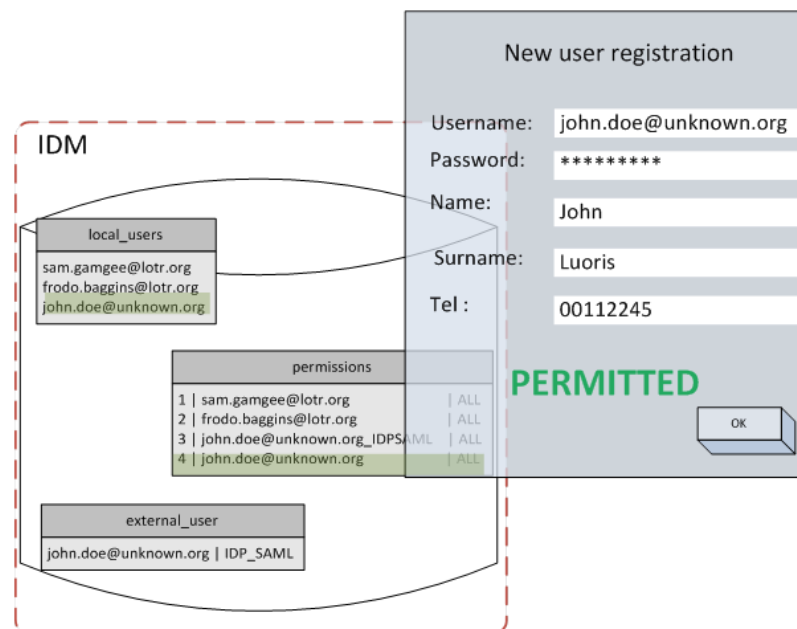 New user registration
Username: john.doe@unknown.org
Password: *********
Name: John
Surname: Luoris
Tel : 00112245
PERMITTED
OK
IDM
local_users
sam.gamgee@lotr.org
frodo.baggins@lotr.org
john.doe@unknown.org
permissions
1 | sam.gamgee@lotr.org | ALL
2 | frodo.baggins@lotr.org | ALL
3 | john.doe@unknown.org_IDPSAML | ALL
4 | john.doe@unknown.org | ALL
external_user
john.doe@unknown.org | IDP_SAML